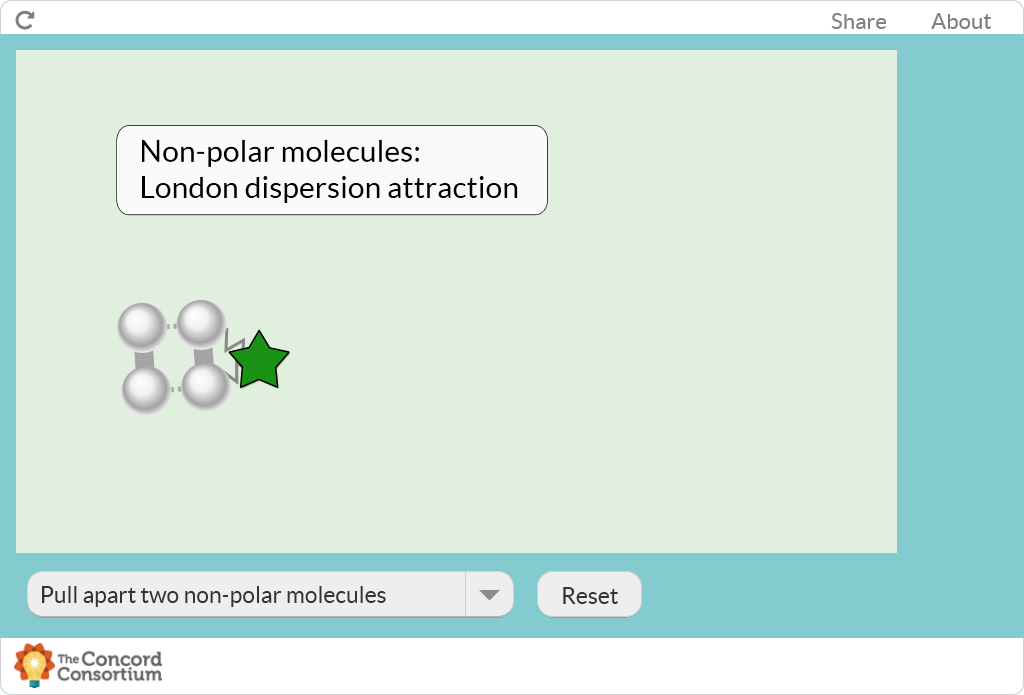 Share About
Non-polar molecules:
London dispersion attraction
Pull apart two non-polar molecules
Reset
The Concord
Consortium